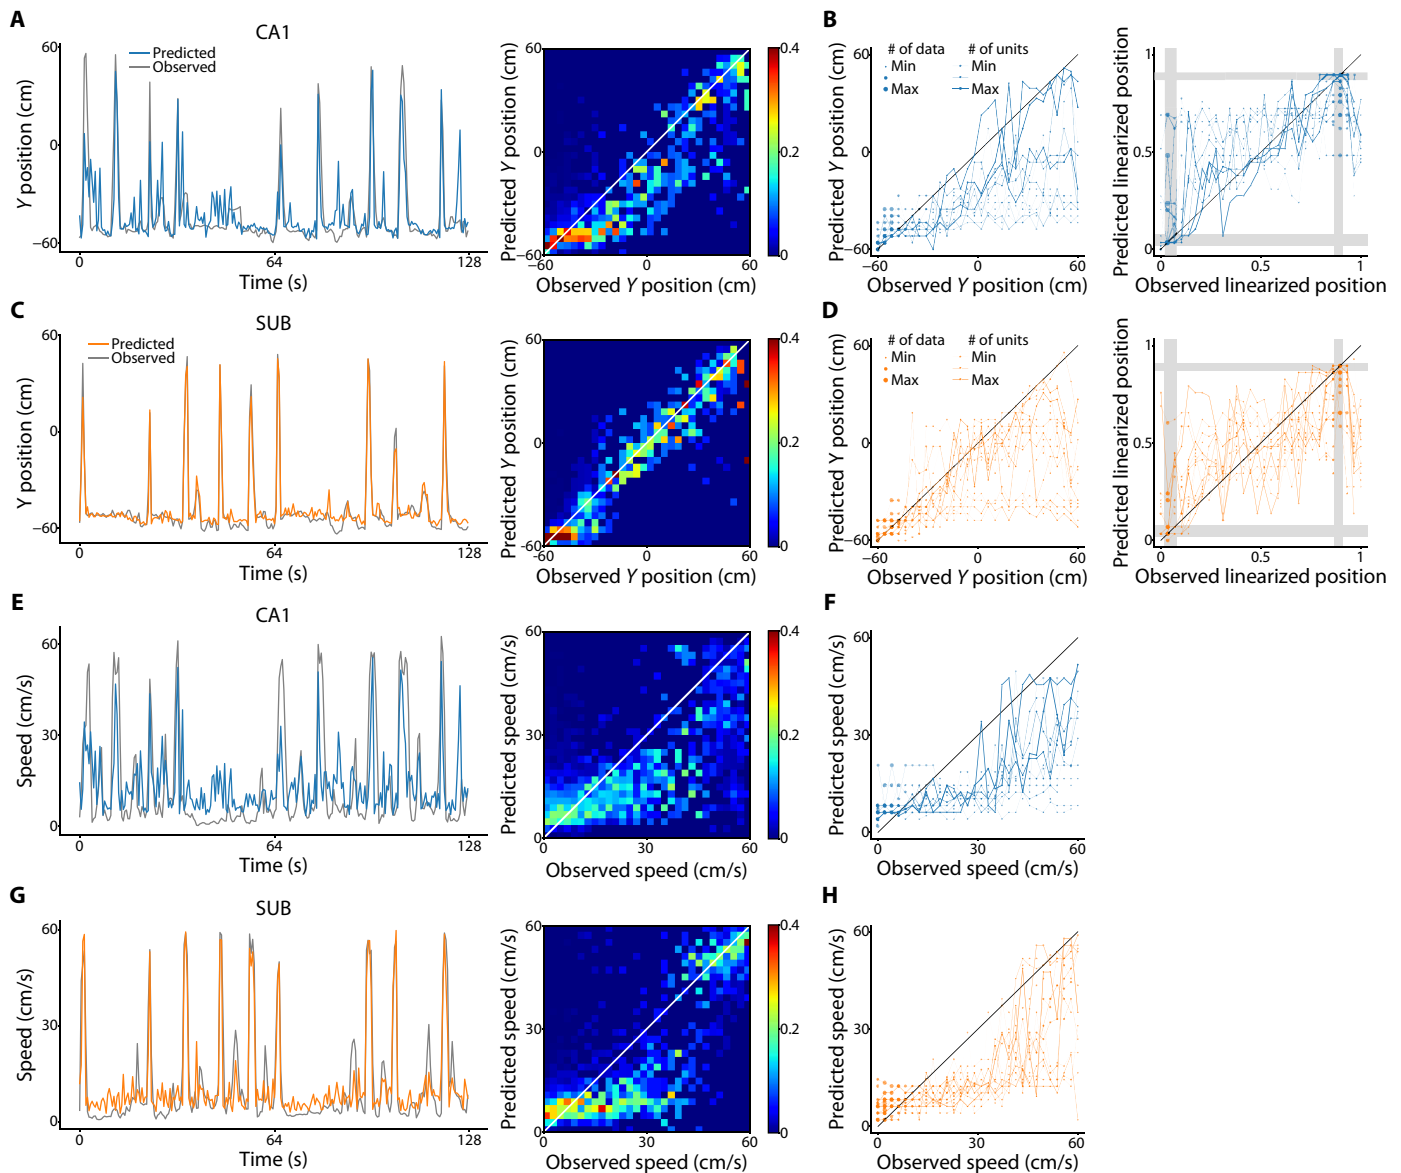 A
CA1
Y position (cm)
60
0
−60
Predicted
Observed
0
64
128
Time (s)
Predicted Y position (cm)
60
0
−60
−60
0
60
Observed Y position (cm)
0.4
0.2
0
B
# of data
Min
Max
# of units
Min
Max
Predicted Y position (cm)
60
0
−60
−60
0
60
Observed Y position (cm)
Predicted linearized position
1
0.5
0
0
0.5
1
Observed linearized position
C
SUB
Y position (cm)
60
0
−60
Predicted
Observed
0
64
128
Time (s)
Predicted Y position (cm)
60
0
-60
−60
0
60
Observed Y position (cm)
0.4
0.2
0
D
# of data
Min
Max
# of units
Min
Max
Predicted Y position (cm)
60
0
−60
−60
0
60
Observed Y position (cm)
Predicted linearized position
1
0.5
0
0
0.5
1
Observed linearized position
E
CA1
Speed (cm/s)
60
30
0
0
64
128
Time (s)
Predicted speed (cm/s)
60
30
0
0
30
60
Observed speed (cm/s)
0.4
0.2
0
F
Predicted speed (cm/s)
60
30
0
0
30
60
Observed speed (cm/s)
G
SUB
Speed (cm/s)
60
30
0
0
64
128
Time (s)
Predicted speed (cm/s)
60
30
0
0
30
60
Observed speed (cm/s)
0.4
0.2
0
H
Predicted speed (cm/s)
60
30
0
0
30
60
Observed speed (cm/s)